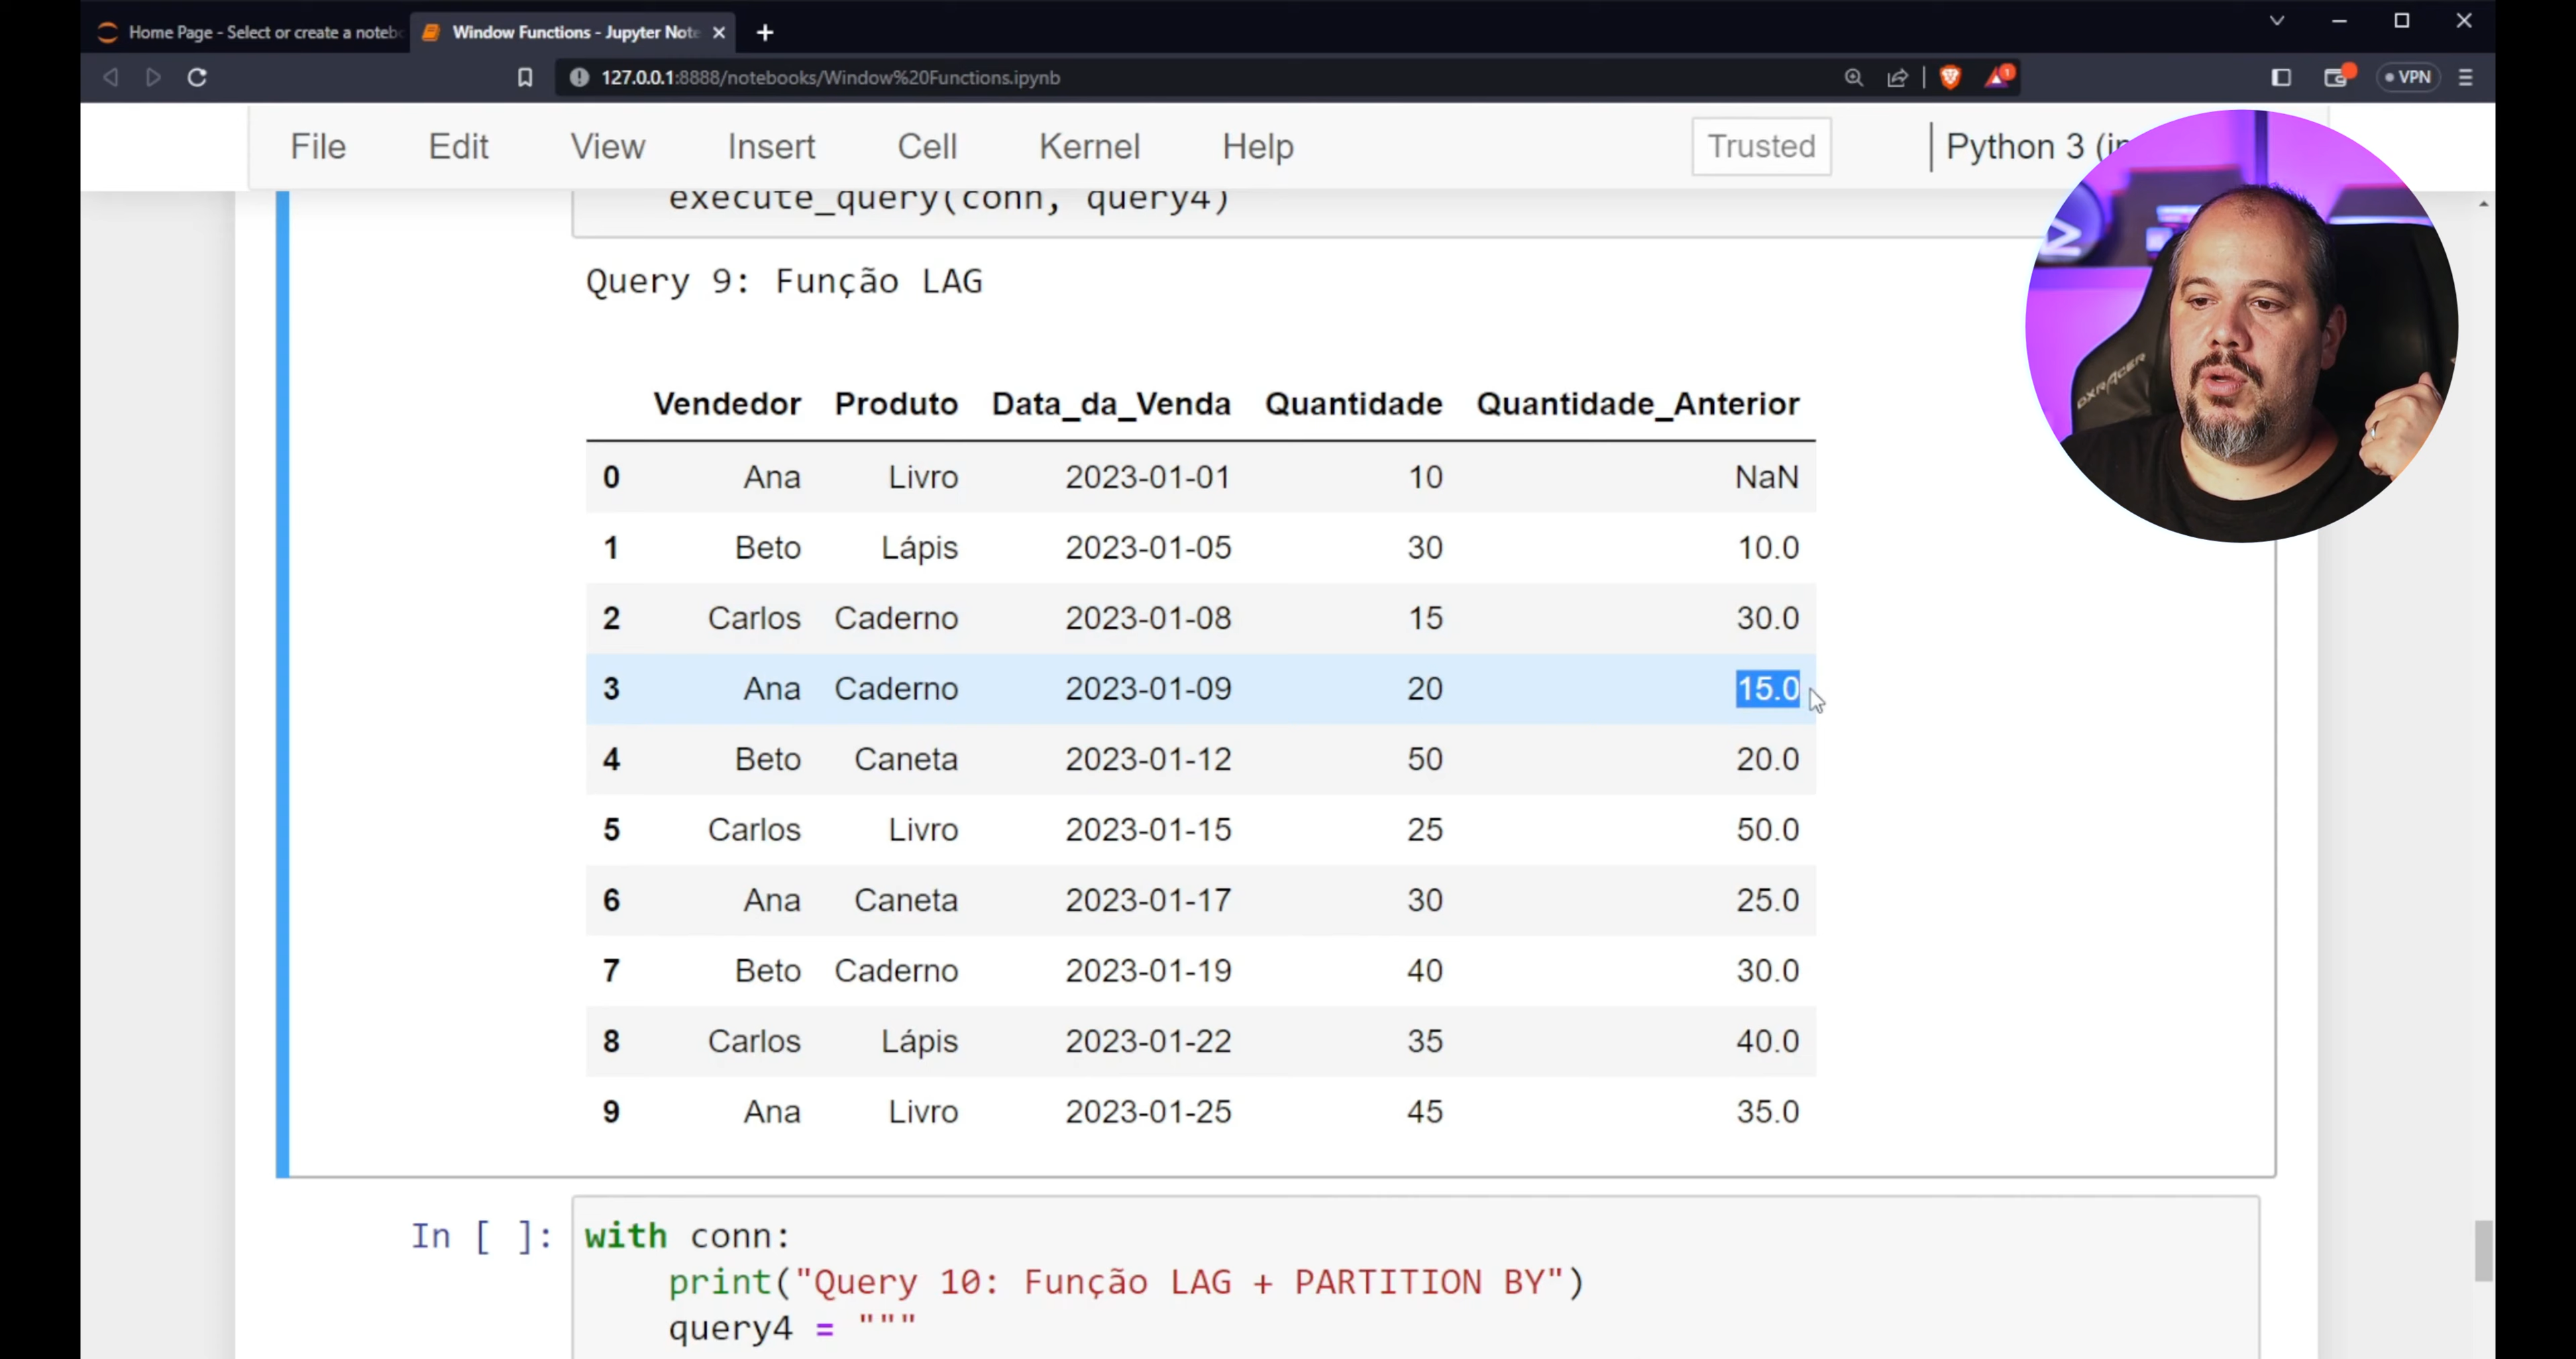 Home Page - Select or create a noteb
Window Functions - Jupyter Note
127.0.0.1:8888/notebooks/Window%20Functions.ipynb
1
VPN
File Edit View Insert Cell Kernel Help Trusted Python 3 (i
execute_query(conn, query4)
Query 9: Função LAG
Vendedor Produto Data_da_Venda Quantidade Quantidade_Anterior
0 Ana Livro 2023-01-01 10 NaN
1 Beto Lápis 2023-01-05 30 10.0
2 Carlos Caderno 2023-01-08 15 30.0
3 Ana Caderno 2023-01-09 20 15.0
4 Beto Caneta 2023-01-12 50 20.0
5 Carlos Livro 2023-01-15 25 50.0
6 Ana Caneta 2023-01-17 30 25.0
7 Beto Caderno 2023-01-19 40 30.0
8 Carlos Lápis 2023-01-22 35 40.0
9 Ana Livro 2023-01-25 45 35.0
In [ ]: with conn:
print("Query 10: Função LAG + PARTITION BY")
query4 = """
DXRACER